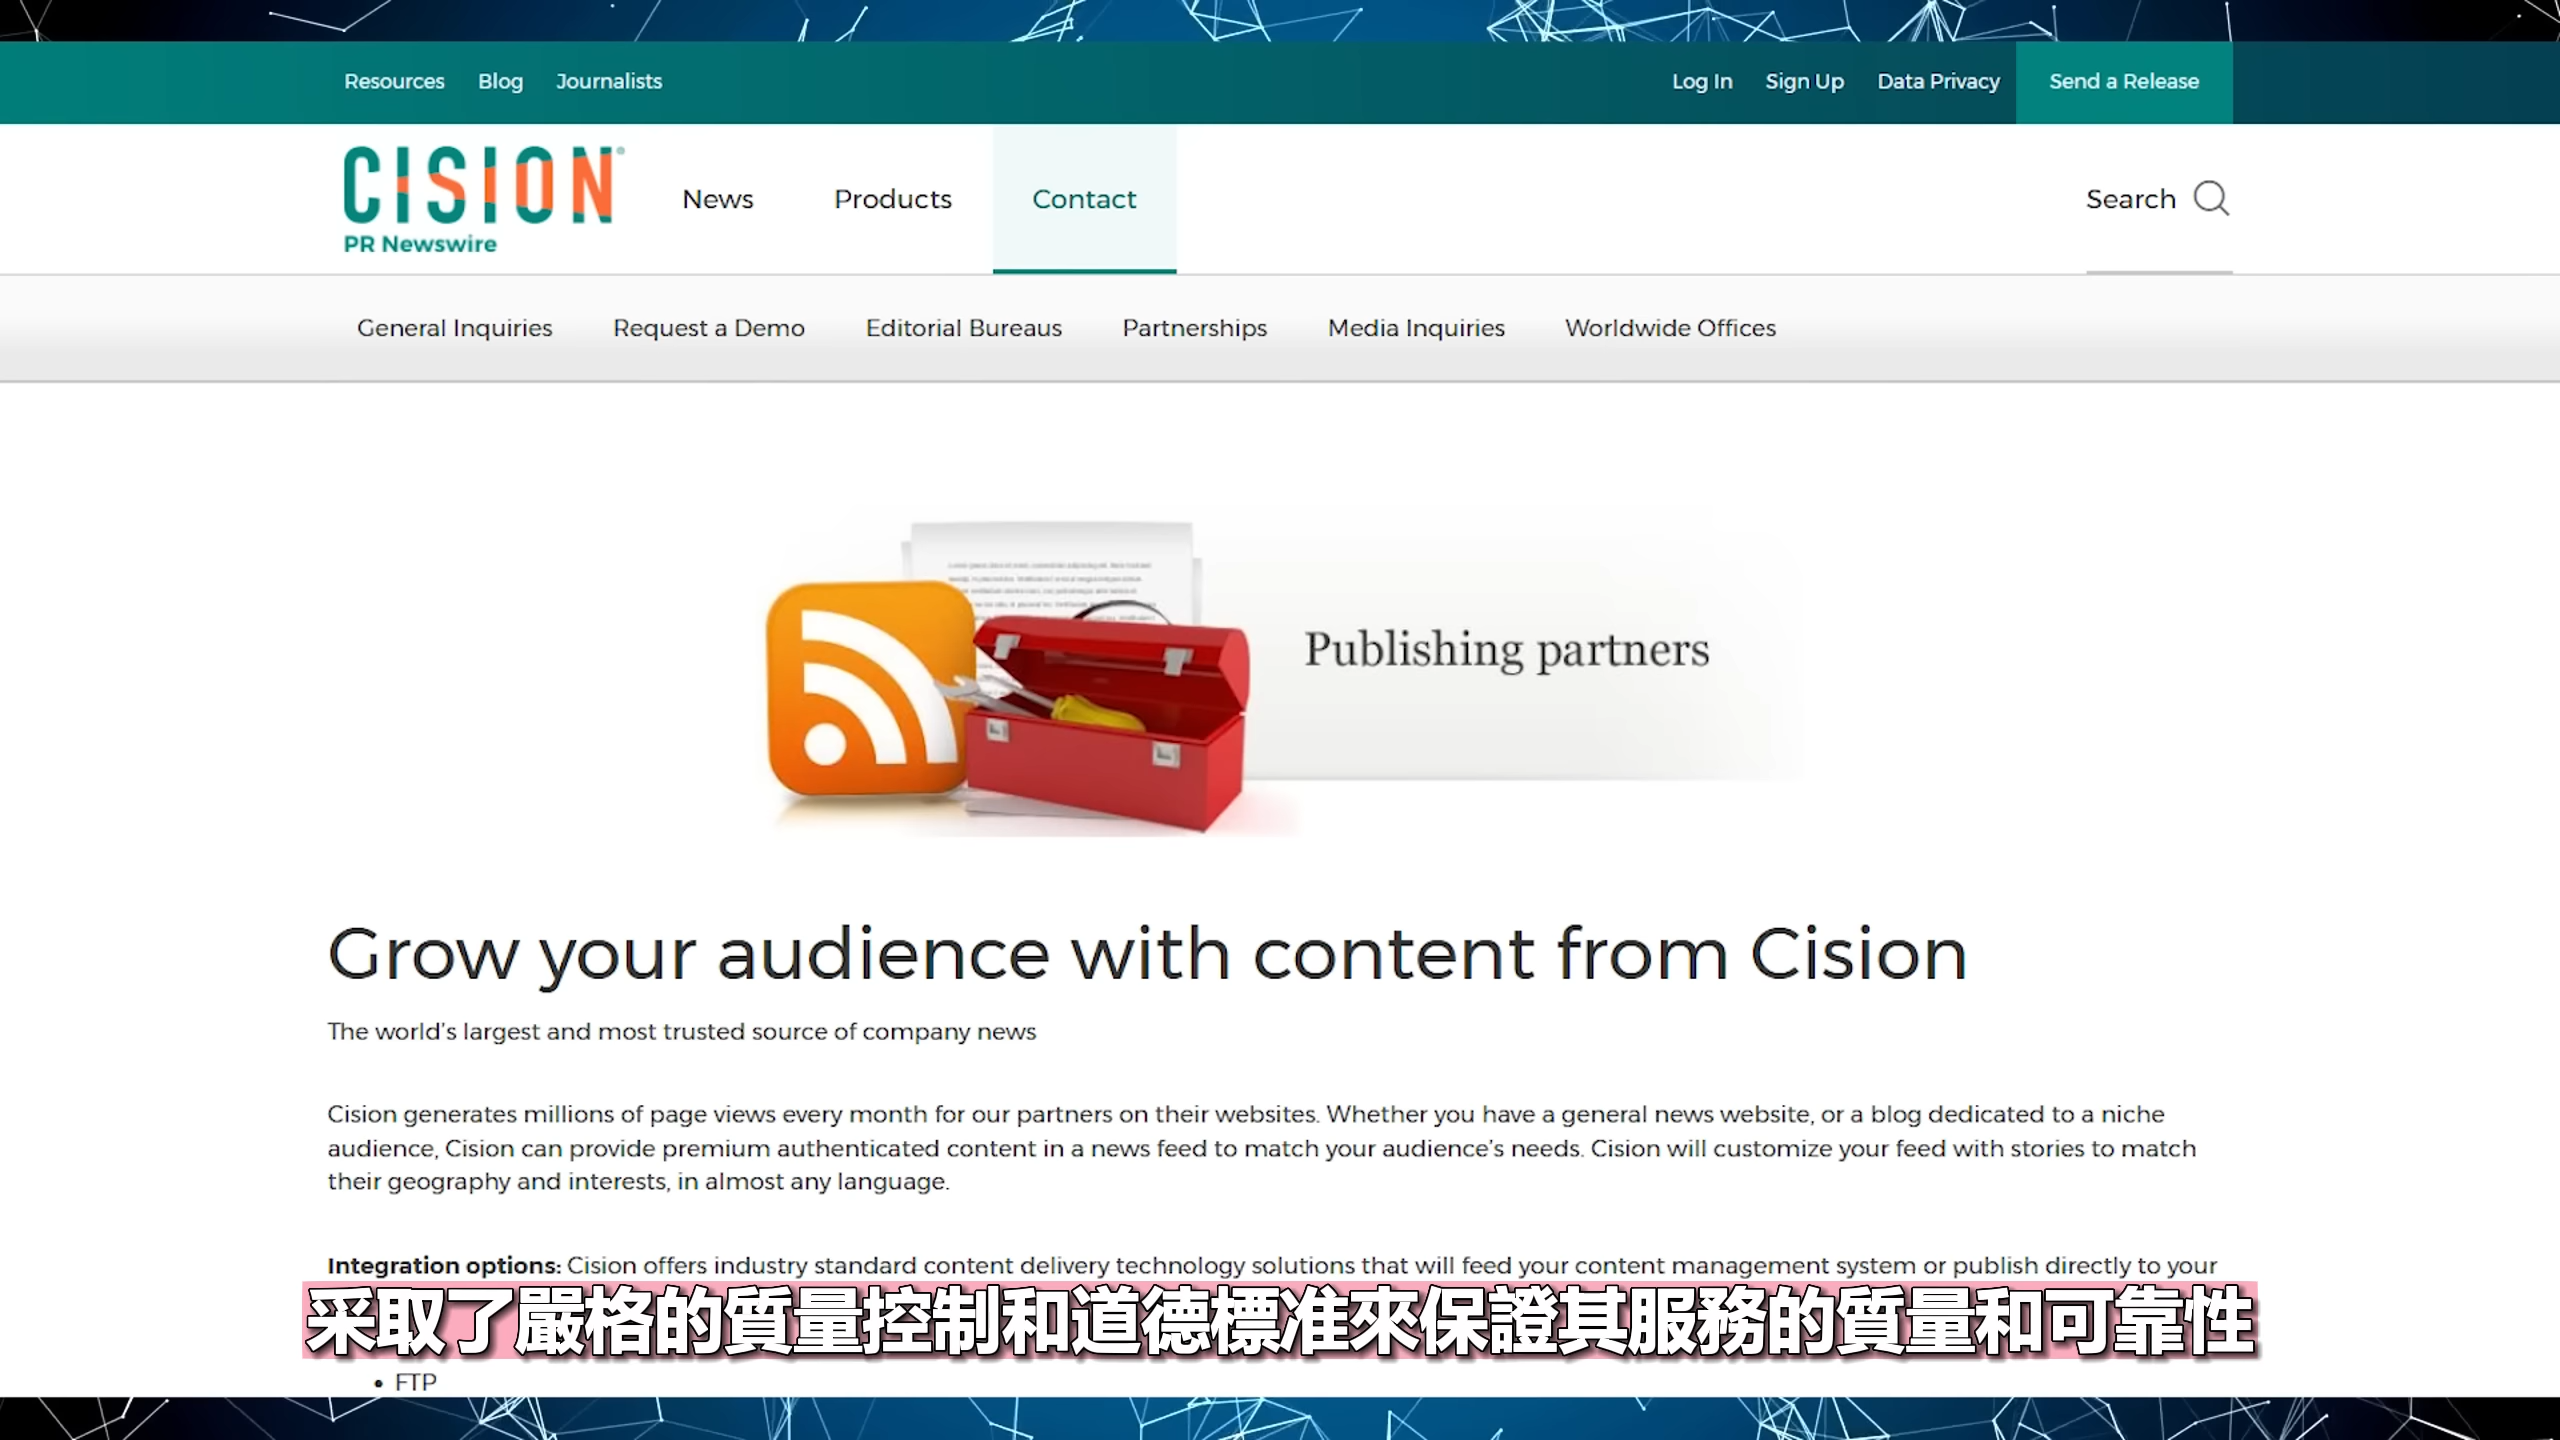 Resources Blog Journalists Log In Sign Up Data Privacy Send a Release
CISION
PR Newswire
News Products Contact Search
General Inquiries Request a Demo Editorial Bureaus Partnerships Media Inquiries Worldwide Offices
Publishing partners
Grow your audience with content from Cision
The world's largest and most trusted source of company news
Cision generates millions of page views every month for our partners on their websites. Whether you have a general news website, or a blog dedicated to a niche
audience, Cision can provide premium authenticated content in a news feed to match your audience's needs. Cision will customize your feed with stories to match
their geography and interests, in almost any language.
Integration options: Cision offers industry standard content delivery technology solutions that will feed your content management system or publish directly to your
采取了嚴格的質量控制和道德標准來保證其服務的質量和可靠性
• FTP